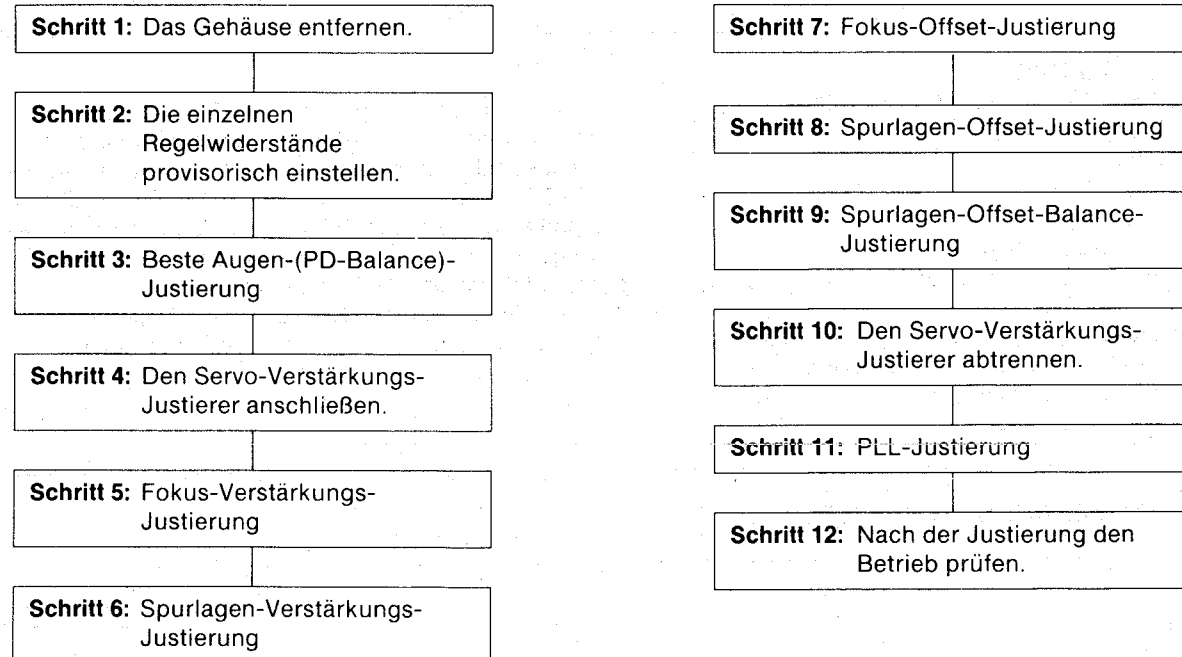 Schritt 1: Das Gehäuse entfernen.
Schritt 2: Die einzelnen
Regelwiderstände
provisorisch einstellen.
Schritt 3: Beste Augen-(PD-Balance)-
Justierung
Schritt 4: Den Servo-Verstärkungs-
Justierer anschließen.
Schritt 5: Fokus-Verstärkungs-
Justierung
Schritt 6: Spurlagen-Verstärkungs-
Justierung
Schritt 7: Fokus-Offset-Justierung
Schritt 8: Spurlagen-Offset-Justierung
Schritt 9: Spurlagen-Offset-Balance-
Justierung
Schritt 10: Den Servo-Verstärkungs-
Justierer abtrennen.
Schritt 11: PLL-Justierung
Schritt 12: Nach der Justierung den
Betrieb prüfen.